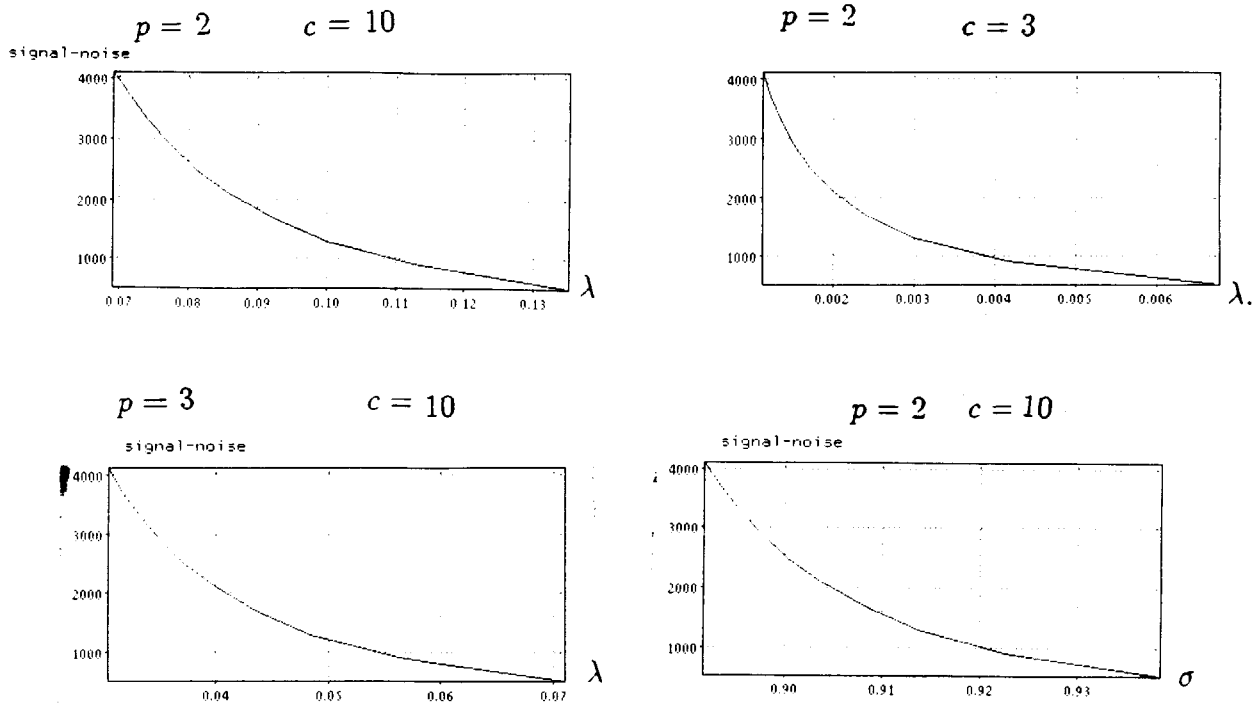 p = 2 c = 10
signal-noise
4000
3000
2000
1000
0.07 0.08 0.09 0.10 0.11 0.12 0.13 λ
p = 2 c = 3
4000
3000
2000
1000
0.002 0.003 0.004 0.005 0.006 λ.
p = 3 c = 10
signal-noise
4000
3000
2000
1000
0.04 0.05 0.06 0.07 λ
p = 2 c = 10
signal-noise
4000
3000
2000
1000
0.90 0.91 0.92 0.93 σ